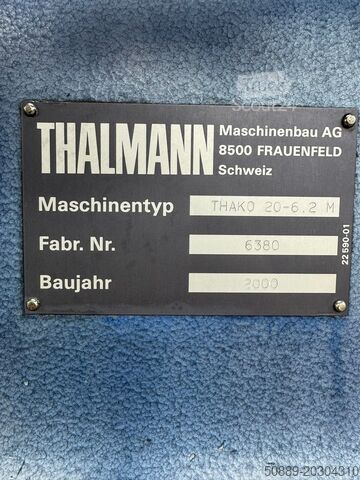 THALMANN
Maschinenbau AG
8500 FRAUENFELD
Schweiz
Maschinentyp THAKO 20-6.2 M
Fabr. Nr. 6380
Baujahr 2000
22 590-01
50889-20304310